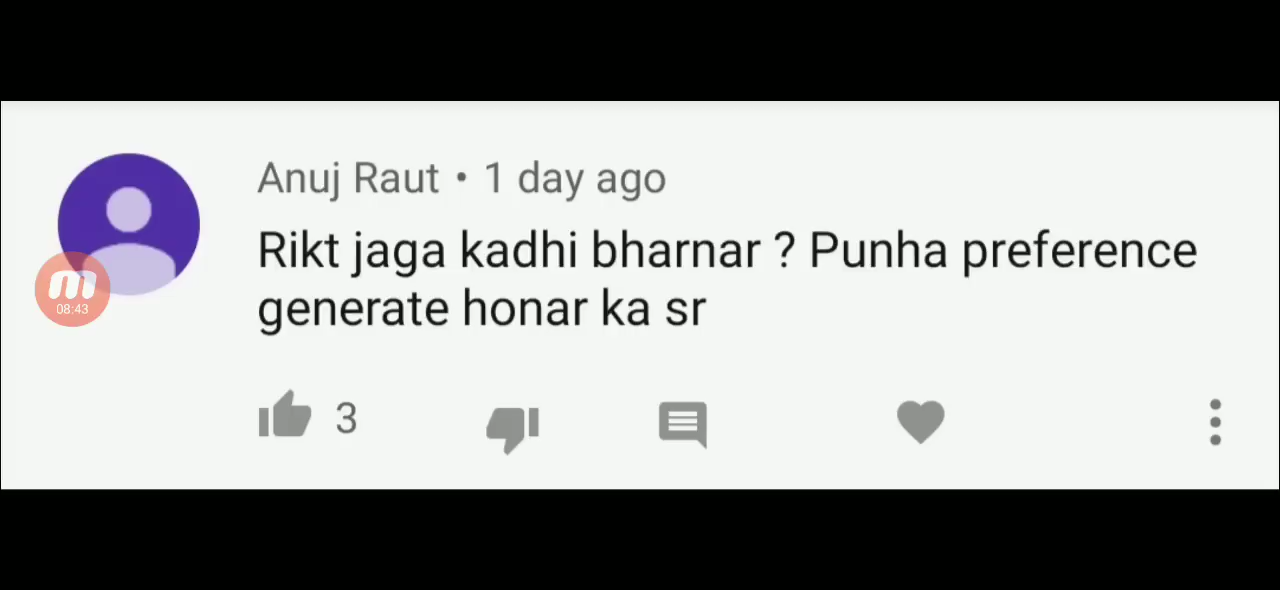 Anuj Raut • 1 day ago
Rikt jaga kadhi bharnar ? Punha preference
generate honar ka sr
m
08:43
3